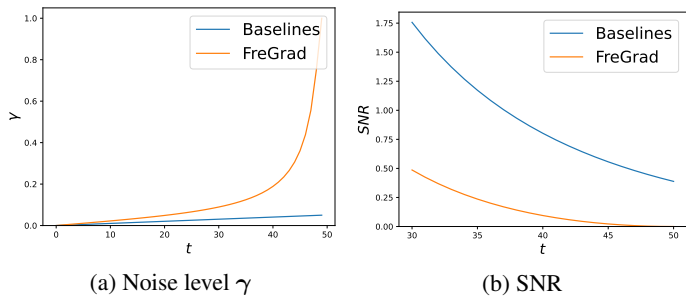 1.0
0.8
0.6
0.4
0.2
0.0
γ
0 10 20 30 40 50
t
Baselines
FreGrad
(a) Noise level γ
1.75
1.50
1.25
1.00
0.75
0.50
0.25
0.00
SNR
30 35 40 45 50
t
Baselines
FreGrad
(b) SNR